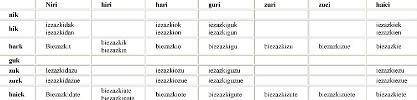 Niri hiri hari guri zuri zuei haiei
nik
hik iezazkidak iezazkiok iezazkiguk iezazkiek
iezazkidan iezazkion iezazkigun iezazkien
hark Biezazkit biezazkik biezazkio biezazkigu biezazkizu biezazkizue biezazkie
biezazkin
guk
zuk iezazkidazu iezazkiozu iezazkiguzu iezazkiezu
zuek iezazkidazue iezazkiozue iezazkiguzue iezazkiezue
haiek Biezazkidate biezazkiate biezazkiote biezazkigute biezazkizute biezazkizuete biezazkiete